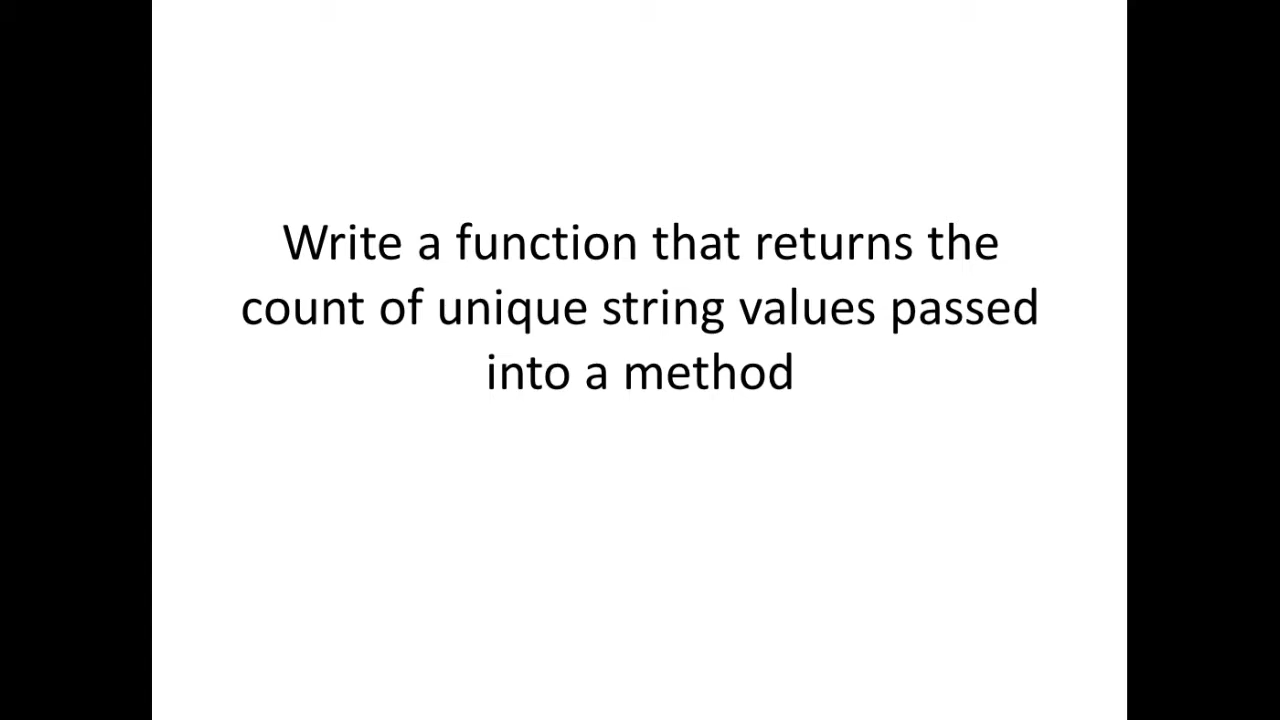 Write a function that returns the
count of unique string values passed
into a method